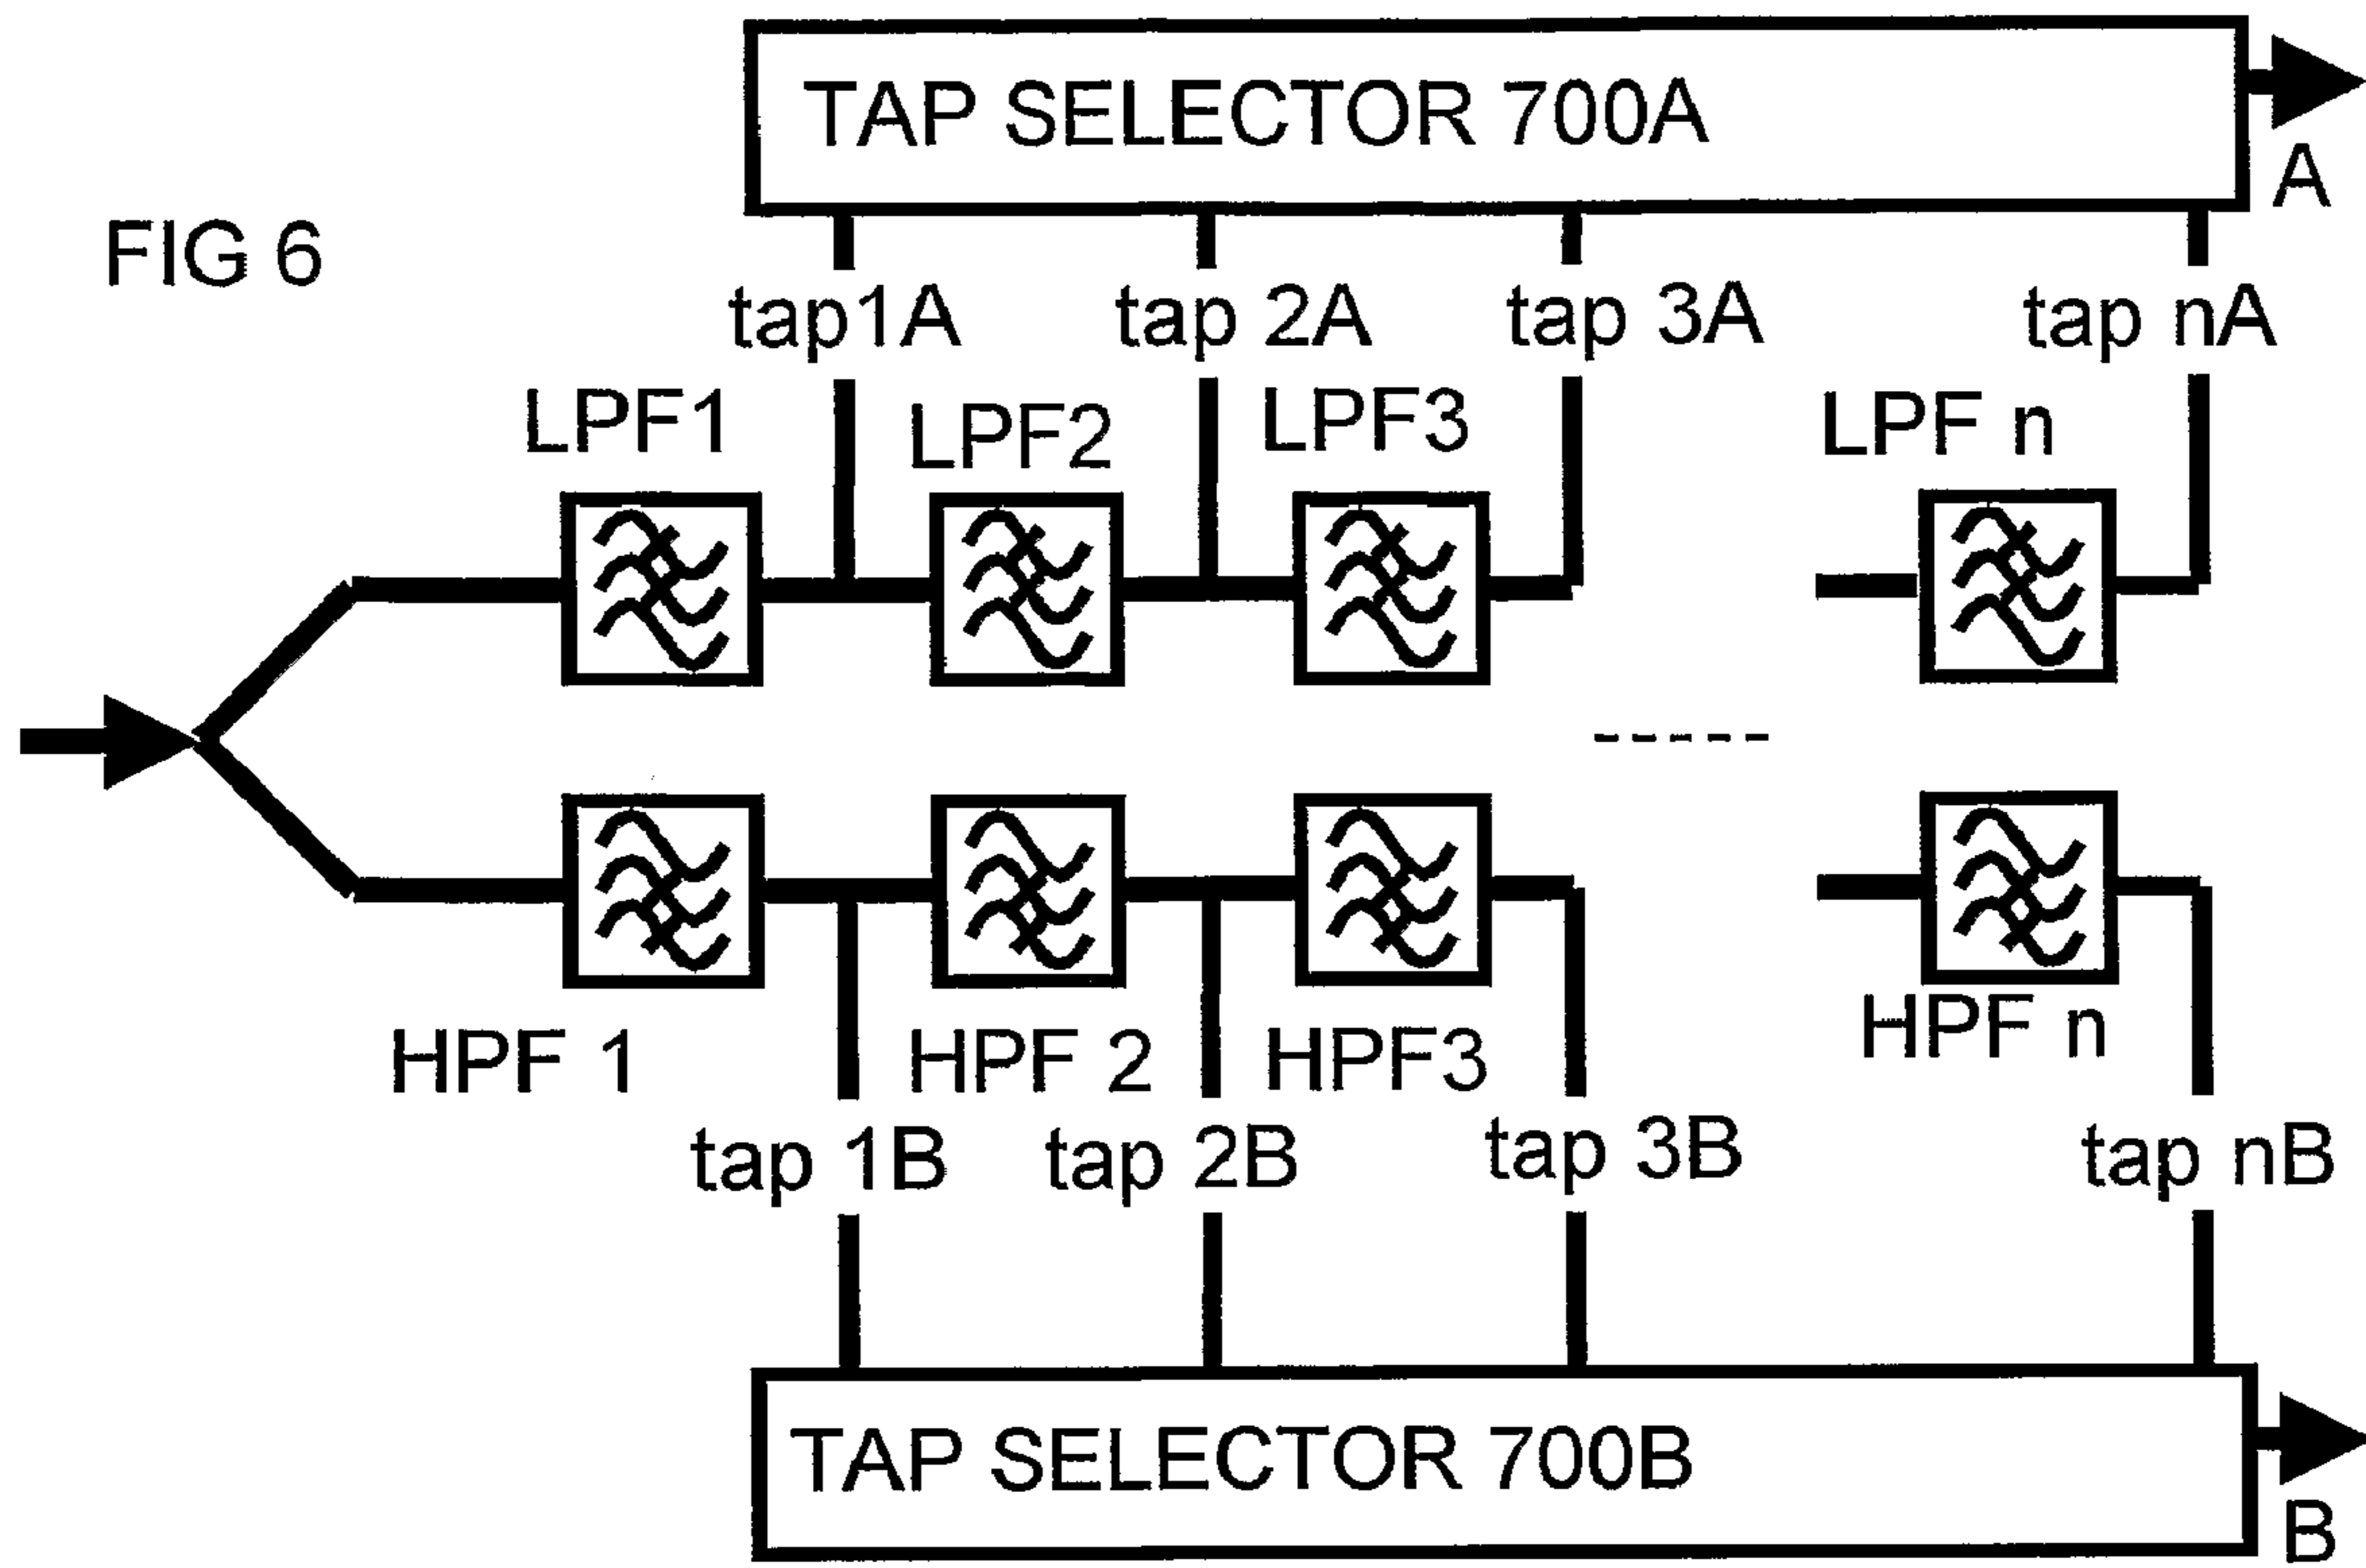 TAP SELECTOR 700A
A
FIG 6
tap1A tap 2A tap 3A tap nA
LPF1 LPF2 LPF3 LPF n
HPF 1 HPF 2 HPF3 HPF n
tap 1B tap 2B tap 3B tap nB
TAP SELECTOR 700B
B